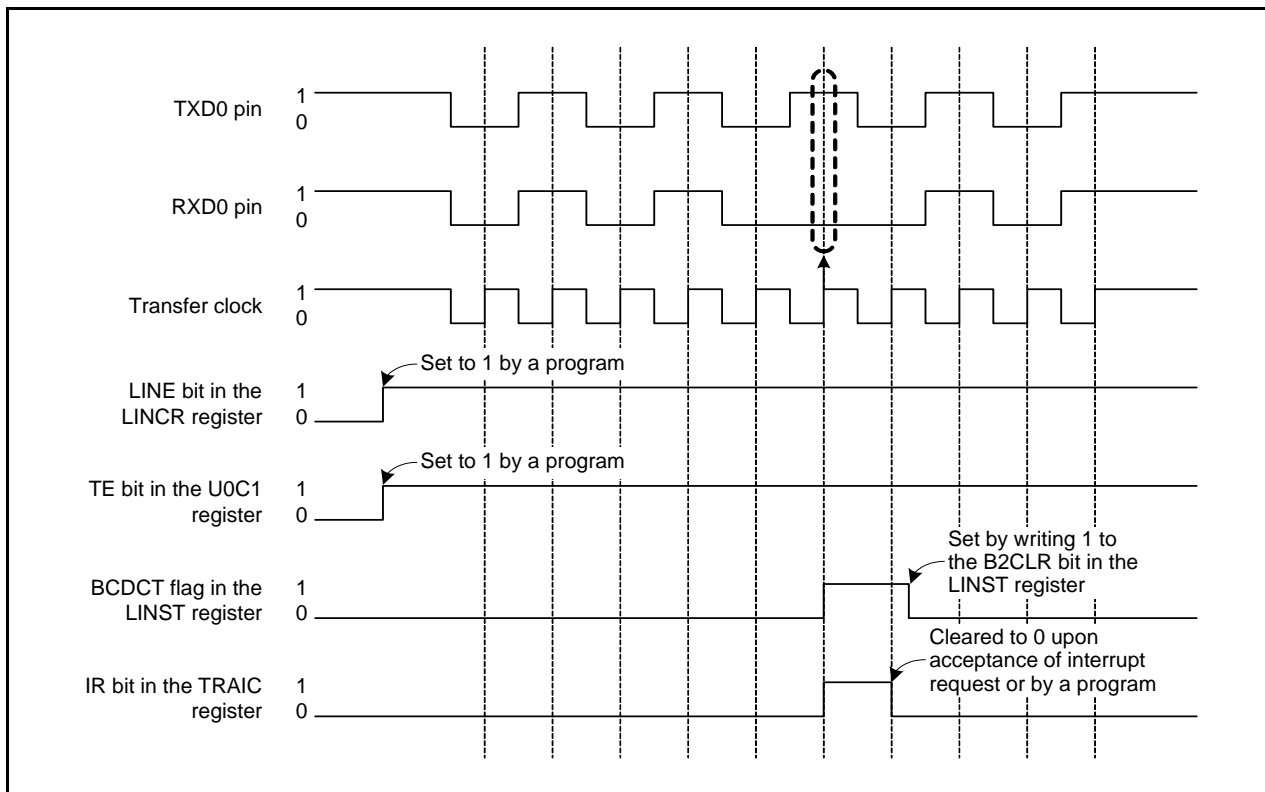 TXD0 pin
1
0
RXD0 pin
1
0
Transfer clock
1
0
Set to 1 by a program
LINE bit in the
LINCR register
1
0
Set to 1 by a program
TE bit in the U0C1
register
1
0
Set by writing 1 to
the B2CLR bit in the
LINST register
BCDCT flag in the
LINST register
1
0
Cleared to 0 upon
acceptance of interrupt
request or by a program
IR bit in the TRAIC
register
1
0